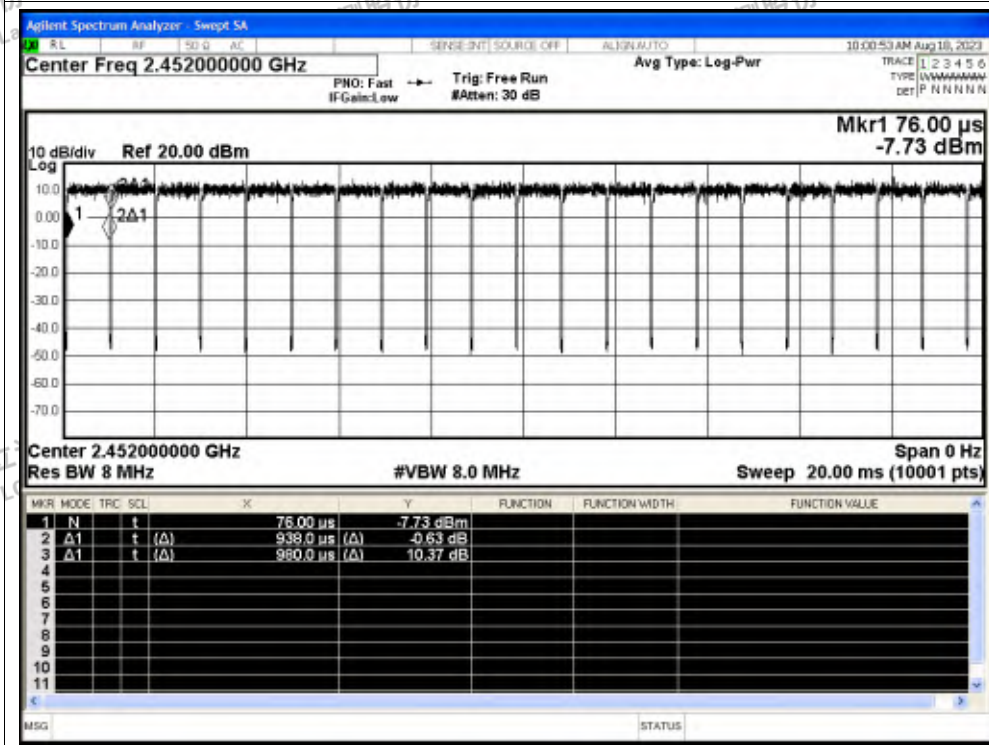 Agilent Spectrum Analyzer - Swept SA
RL RF 50 Ω AC SENSE:INT SOURCE OFF ALIGN AUTO 10:00:53 AM Aug 18, 2023
Center Freq 2.452000000 GHz
PNO: Fast
IFGain:Low
Trig: Free Run
#Atten: 30 dB
Avg Type: Log-Pwr
TRACE 1 2 3 4 5 6
TYPE
DET P N N N N N
Mkr1 76.00 µs
-7.73 dBm
10 dB/div Ref 20.00 dBm
Log
10.0
0.00
-10.0
-20.0
-30.0
-40.0
-50.0
-60.0
-70.0
1
2Δ1
Center 2.452000000 GHz Span 0 Hz
Res BW 8 MHz #VBW 8.0 MHz Sweep 20.00 ms (10001 pts)
MKR MODE TRC SCL X Y FUNCTION FUNCTION WIDTH FUNCTION VALUE
1 N t 76.00 µs -7.73 dBm
2 Δ1 t (Δ) 938.0 µs (Δ) -0.63 dB
3 Δ1 t (Δ) 980.0 µs (Δ) 10.37 dB
4
5
6
7
8
9
10
11
MSG STATUS